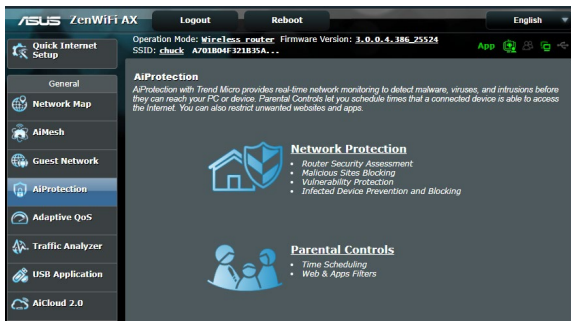 ASUS ZenWiFi AX Logout Reboot English
Quick Internet Setup
Operation Mode: Wireless router Firmware Version: 3.0.0.4.386_25524
SSID: chuck A701B04F321B35A...
App
General
Network Map
AiMesh
Guest Network
AiProtection
Adaptive QoS
Traffic Analyzer
USB Application
AiCloud 2.0
AiProtection
AiProtection with Trend Micro provides real-time network monitoring to detect malware, viruses, and intrusions before
they can reach your PC or device. Parental Controls let you schedule times that a connected device is able to access
the Internet. You can also restrict unwanted websites and apps.
Network Protection
• Router Security Assessment
• Malicious Sites Blocking
• Vulnerability Protection
• Infected Device Prevention and Blocking
Parental Controls
• Time Scheduling
• Web & Apps Filters